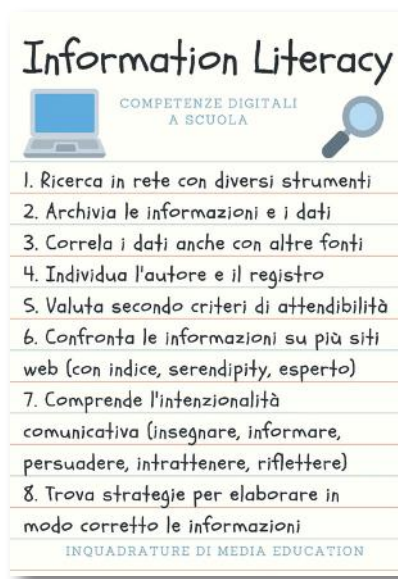 Information Literacy
COMPETENZE DIGITALI
A SCUOLA
1. Ricerca in rete con diversi strumenti
2. Archivia le informazioni e i dati
3. Correla i dati anche con altre fonti
4. Individua l'autore e il registro
5. Valuta secondo criteri di attendibilità
6. Confronta le informazioni su più siti
web (con indice, serendipity, esperto)
7. Comprende l'intenzionalità
comunicativa (insegnare, informare,
persuadere, intrattenere, riflettere)
8. Trova strategie per elaborare in
modo corretto le informazioni
INQUADRATURE DI MEDIA EDUCATION